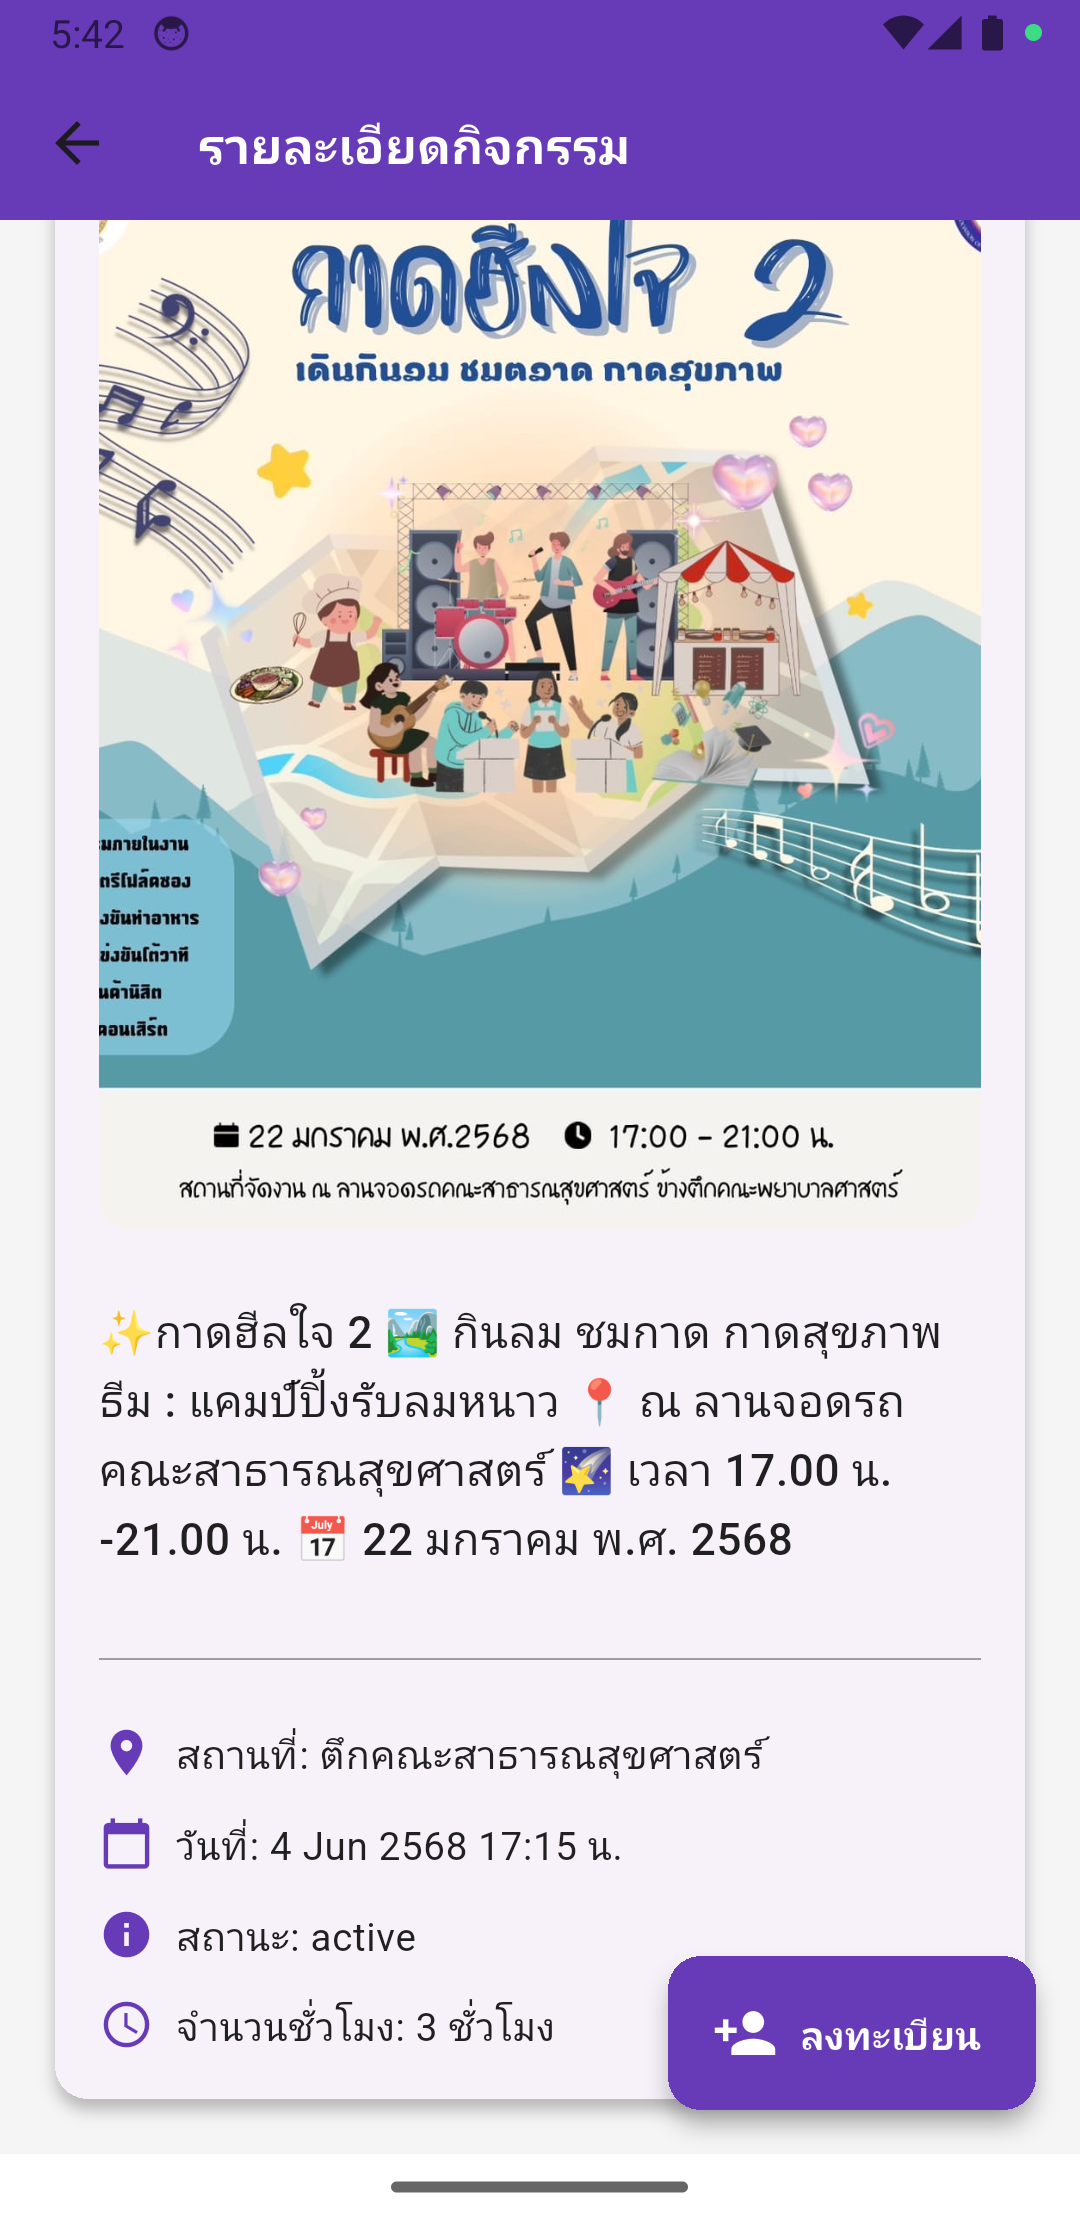 5:42
รายละเอียดกิจกรรม
กาดฮีลใจ 2
เดินกินลม ชมตลาด กาดสุขภาพ
มภายในงาน
ตรีโฟล์คซอง
งขันทำอาหาร
ข่งขันโต้วาที
นค้านิสิต
คอนเสิร์ต
22 มกราคม พ.ศ.2568 17:00 - 21:00 น.
สถานที่จัดงาน ณ ลานจอดรถคณะสาธารณสุขศาสตร์ ข้างตึกคณะพยาบาลศาสตร์
✨กาดฮีลใจ 2 🏞️ กินลม ชมกาด กาดสุขภาพ
ธีม : แคมป์ปิ้งรับลมหนาว 📍 ณ ลานจอดรถ
คณะสาธารณสุขศาสตร์ 🌠 เวลา 17.00 น.
-21.00 น. 📅 22 มกราคม พ.ศ. 2568
สถานที่: ตึกคณะสาธารณสุขศาสตร์
วันที่: 4 Jun 2568 17:15 น.
สถานะ: active
จำนวนชั่วโมง: 3 ชั่วโมง
ลงทะเบียน